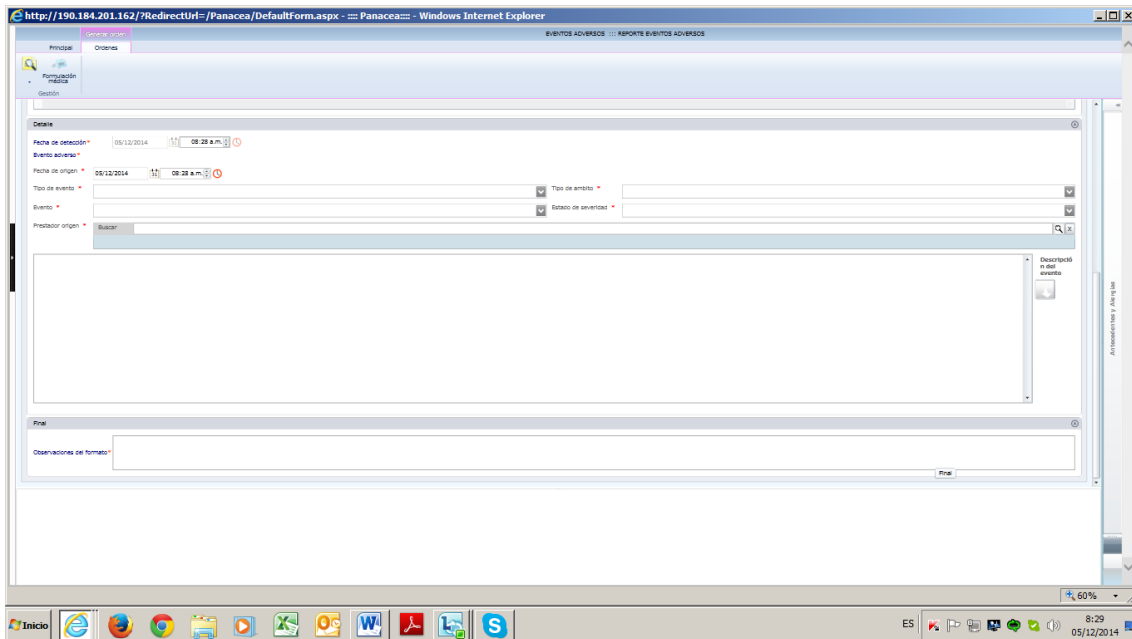 http://190.184.201.162/?RedirectUrl=/Panacea/DefaultForm.aspx - :::: Panacea:::: - Windows Internet Explorer
Generar orden
EVENTOS ADVERSOS ::: REPORTE EVENTOS ADVERSOS
Principal Ordenes
Formulación médica
Gestión
Detalle
Fecha de detección * 05/12/2014 08:28 a.m.
Evento adverso *
Fecha de origen * 05/12/2014 08:28 a.m.
Tipo de evento * Tipo de ambito *
Evento * Estado de severidad *
Prestador origen * Buscar x
Descripció
n del
evento
Antecedentes y Alergias
Final
Observaciones del formato*
Final
60%
Inicio ES 8:29
05/12/2014